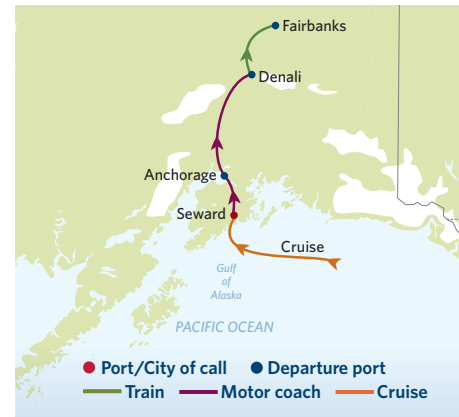 Fairbanks
Denali
Anchorage
Seward
Cruise
Gulf
of
Alaska
PACIFIC OCEAN
Port/City of call
Departure port
Train
Motor coach
Cruise